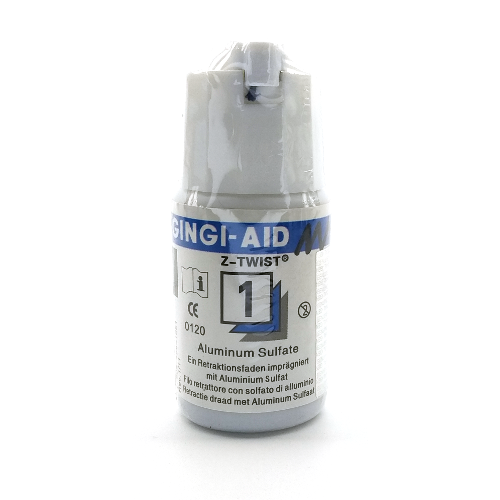 GINGI-AID
Z-TWIST®
1
i
CE
0120
2
Aluminum Sulfate
Ein Retraktionsfaden imprägniert
mit Aluminium Sulfat
Filo retrattore con solfato di alluminio
Retractie draad met Aluminum Sulfaat